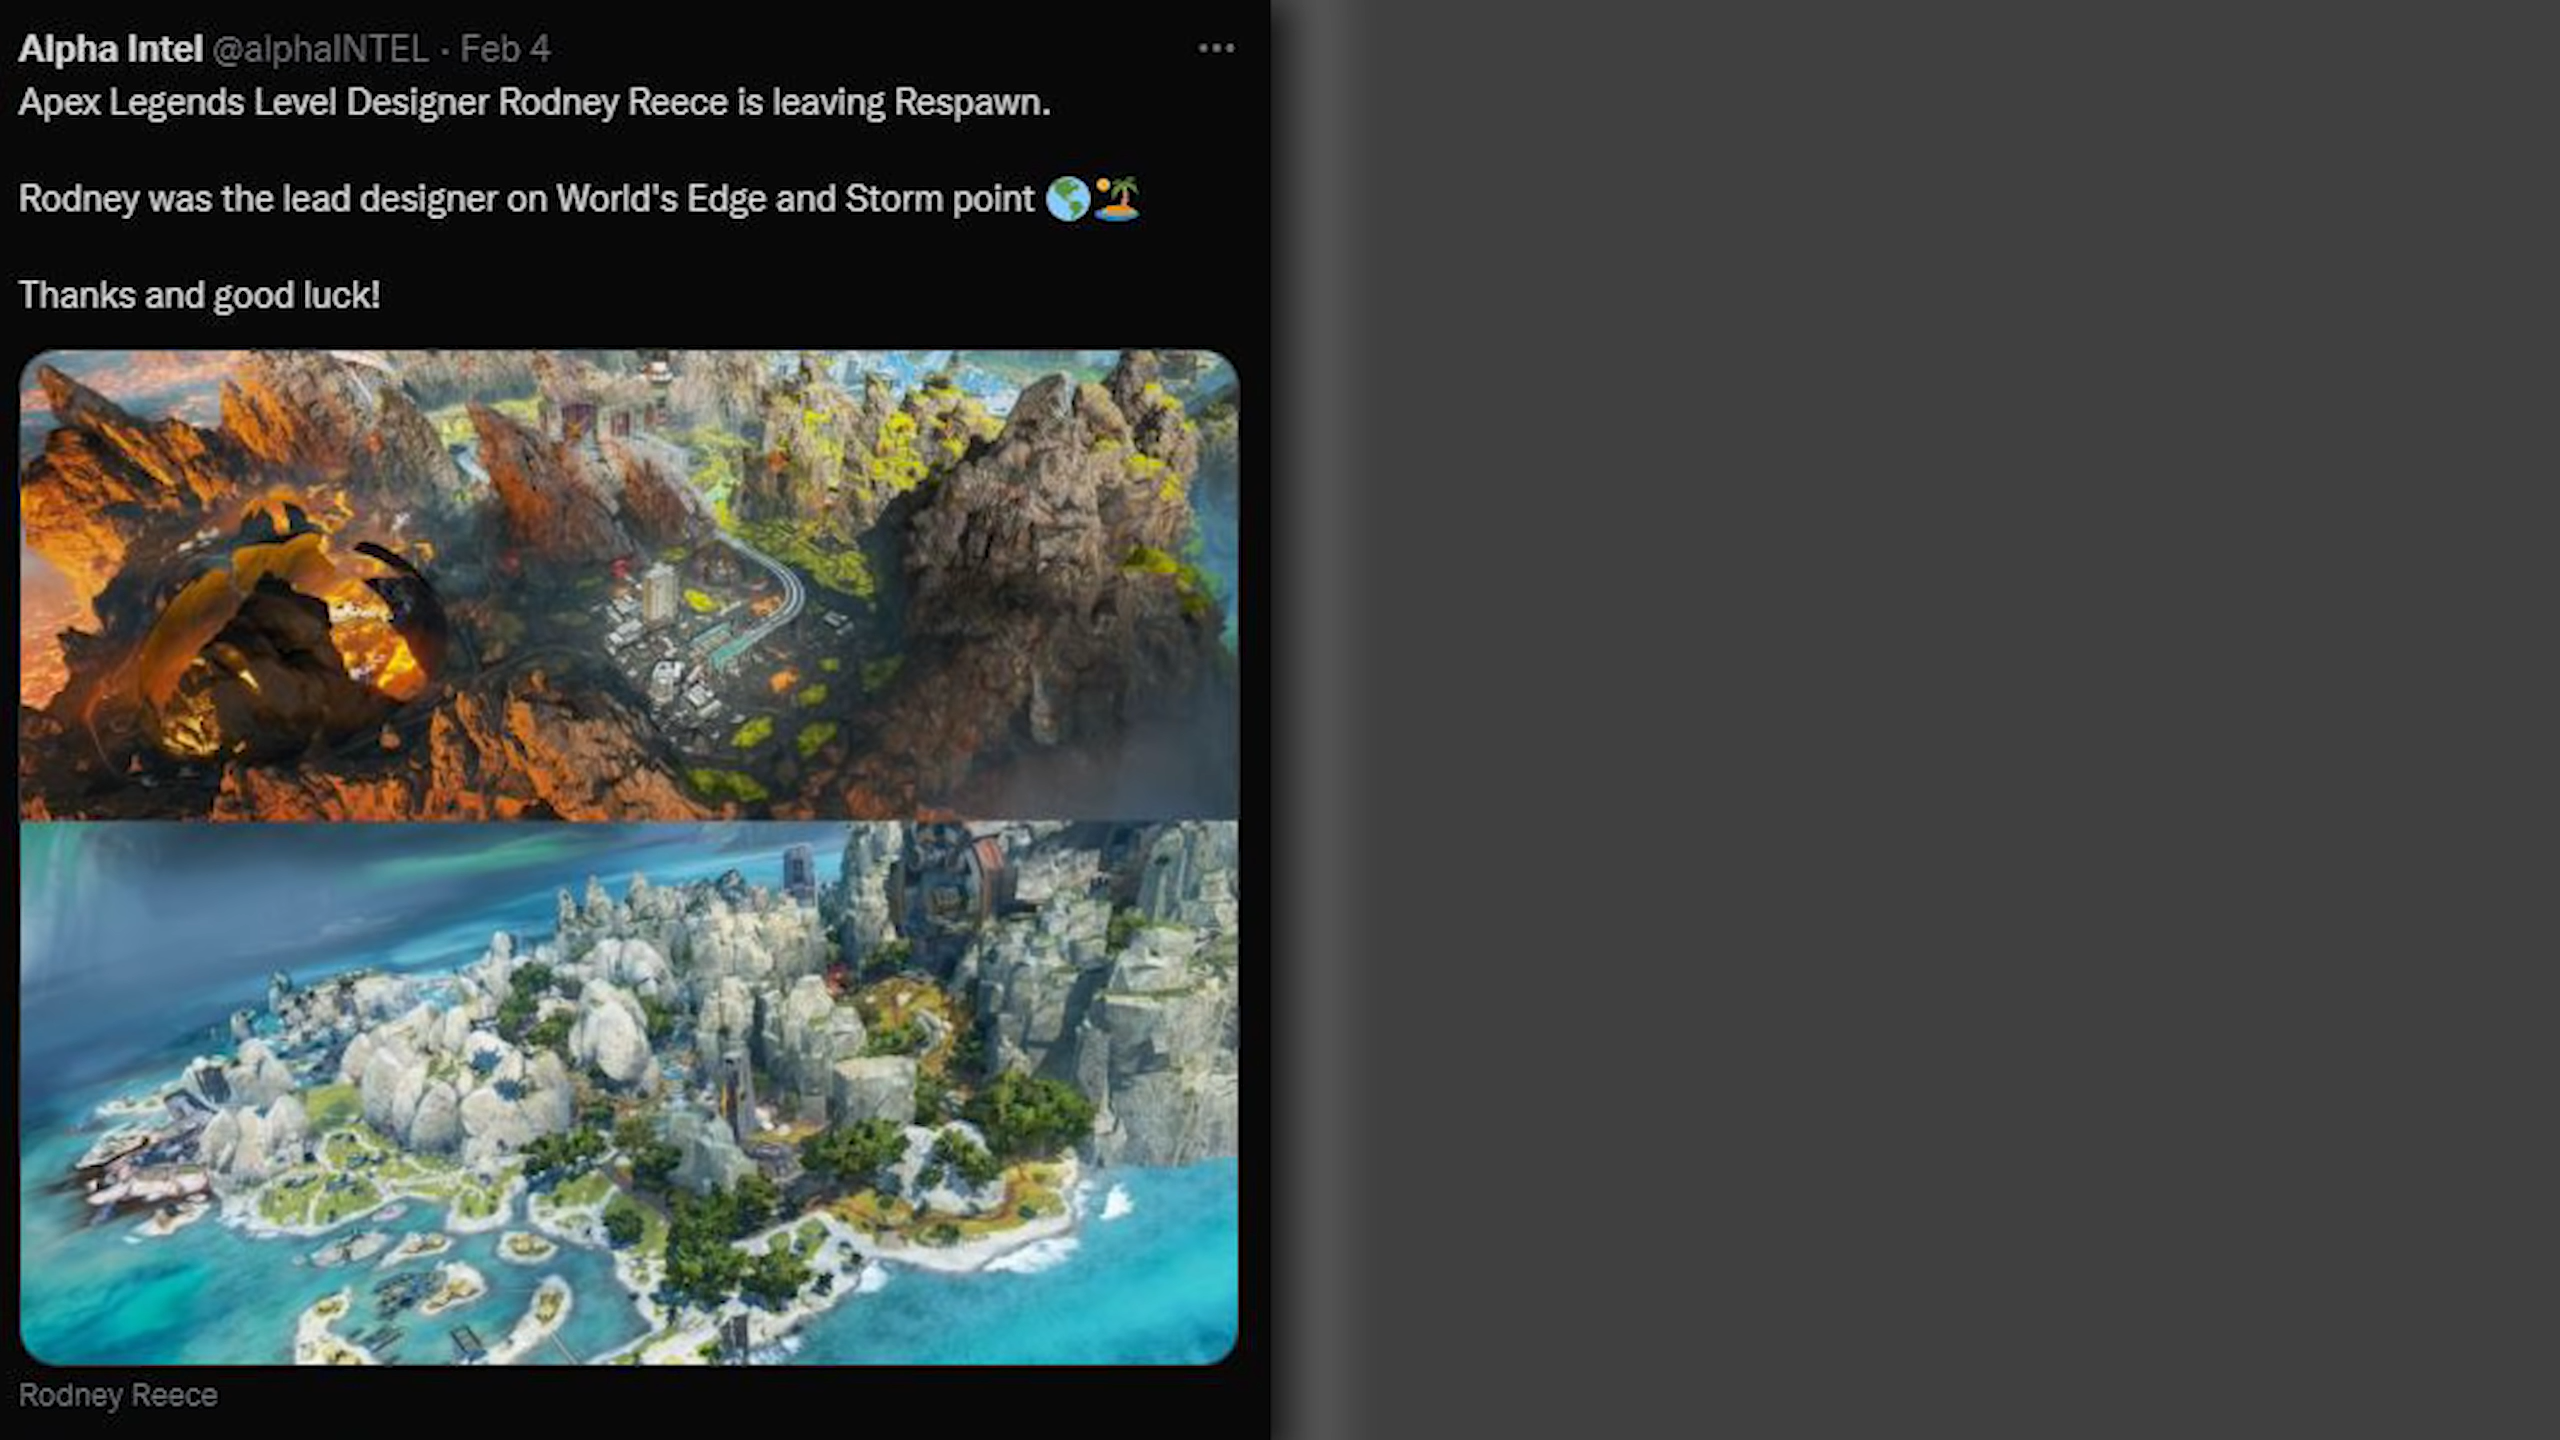 Alpha Intel @alphaINTEL · Feb 4
Apex Legends Level Designer Rodney Reece is leaving Respawn.
Rodney was the lead designer on World's Edge and Storm point 🌎🏝️
Thanks and good luck!
Rodney Reece